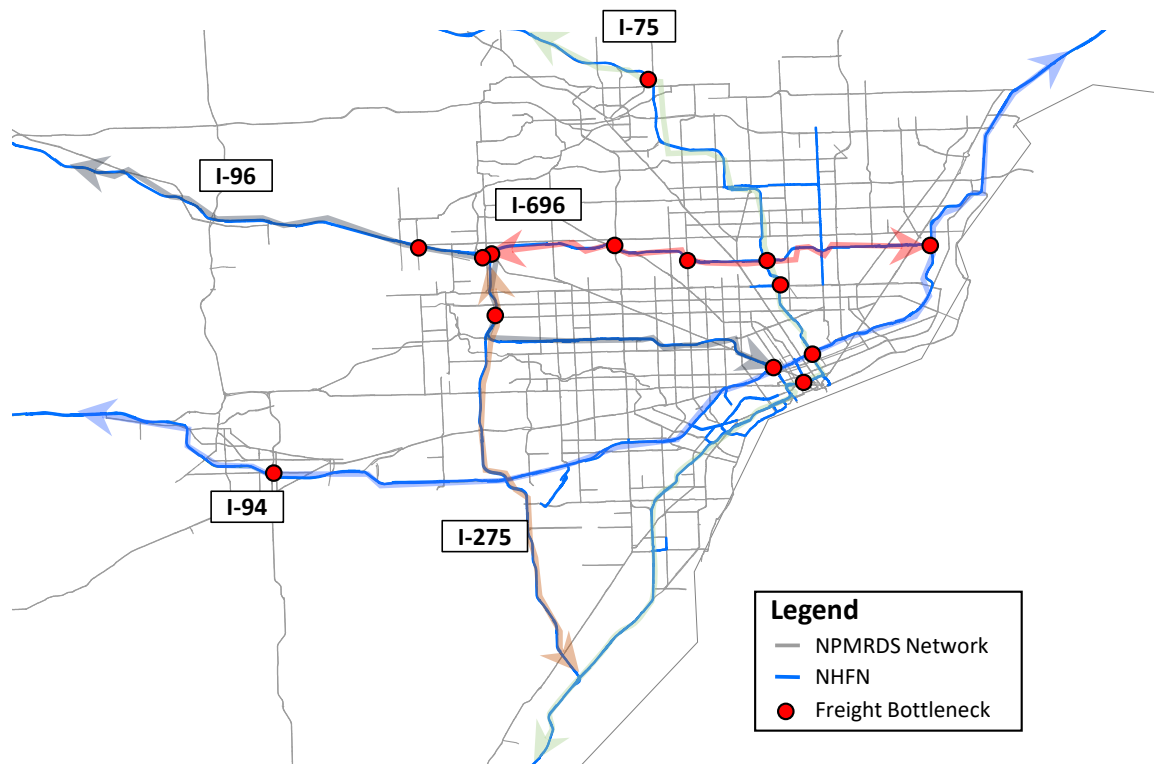 I-75
I-96
I-696
I-94
I-275
Legend
NPMRDS Network
NHFN
Freight Bottleneck